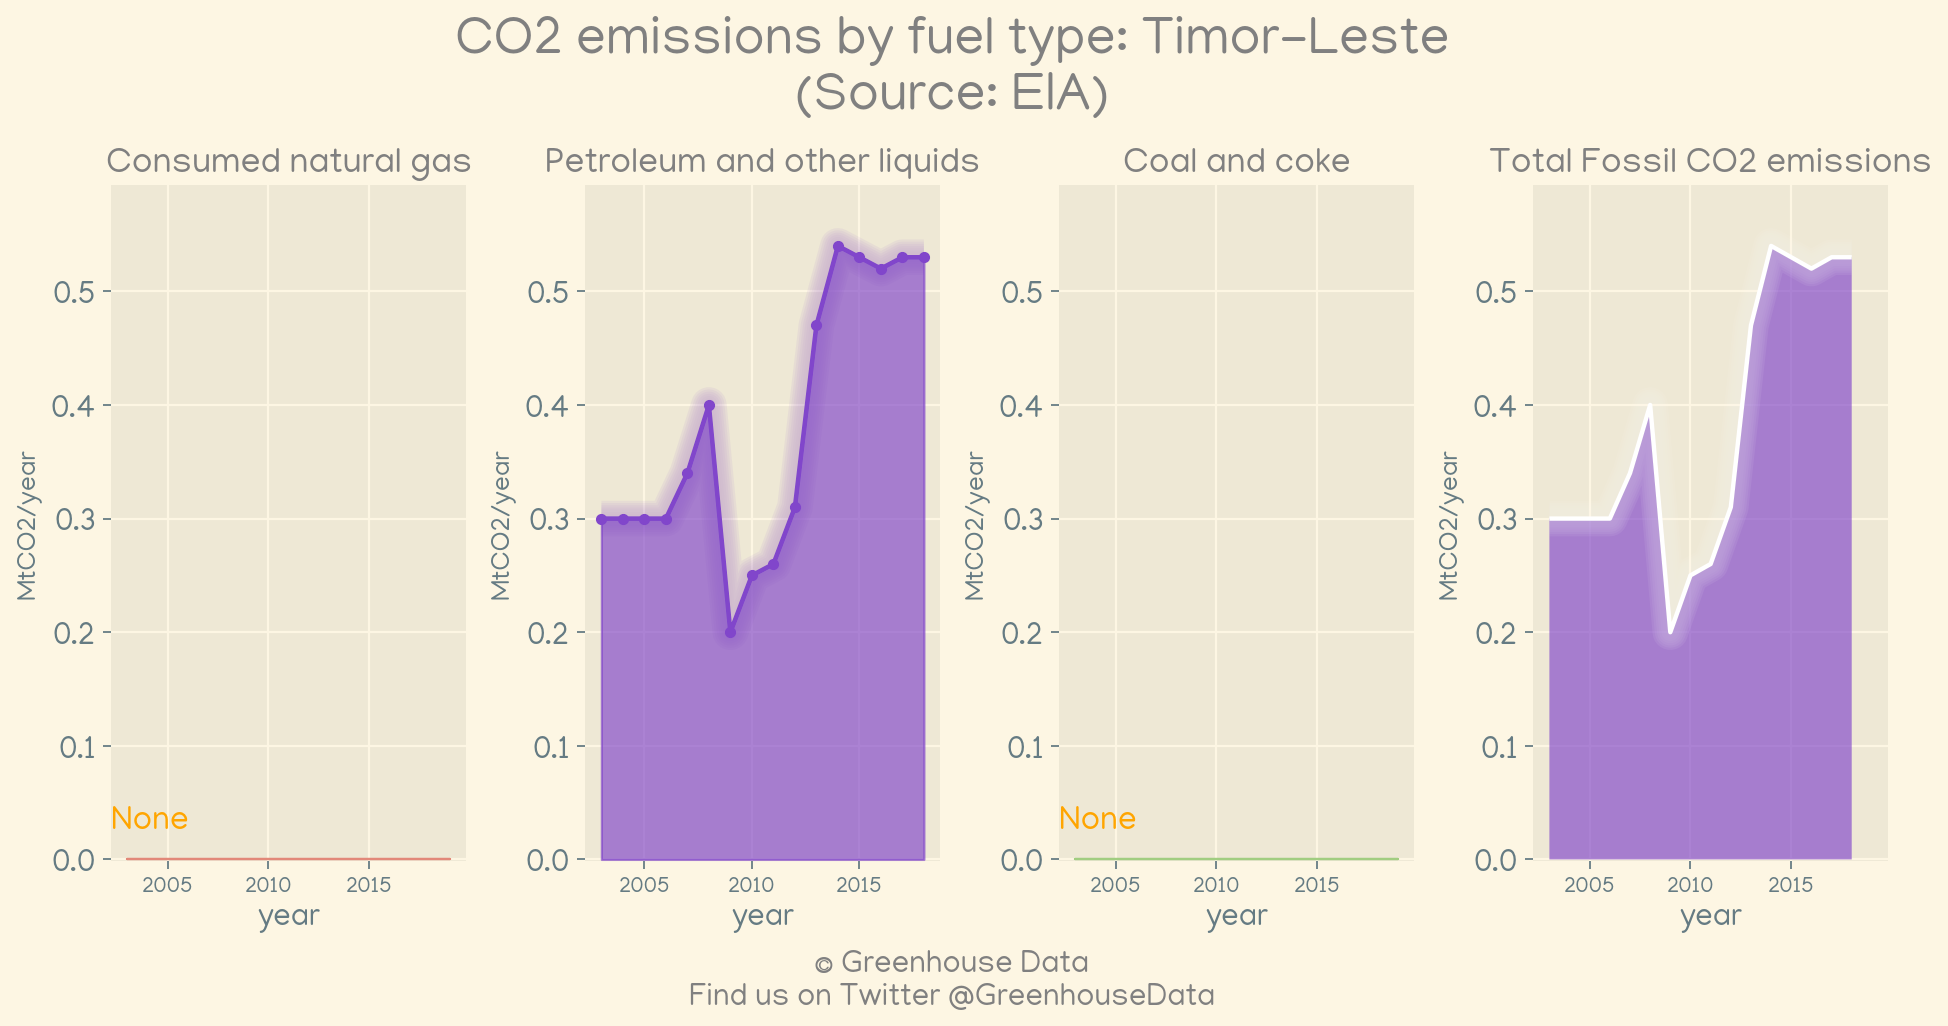 CO2 emissions by fuel type: Timor-Leste
(Source: EIA)
Consumed natural gas
Petroleum and other liquids
Coal and coke
Total Fossil CO2 emissions
MtCO2/year
0.5
0.4
0.3
0.2
0.1
0.0
None
2005 2010 2015
year
MtCO2/year
0.5
0.4
0.3
0.2
0.1
0.0
2005 2010 2015
year
MtCO2/year
0.5
0.4
0.3
0.2
0.1
0.0
None
2005 2010 2015
year
MtCO2/year
0.5
0.4
0.3
0.2
0.1
0.0
2005 2010 2015
year
© Greenhouse Data
Find us on Twitter @GreenhouseData